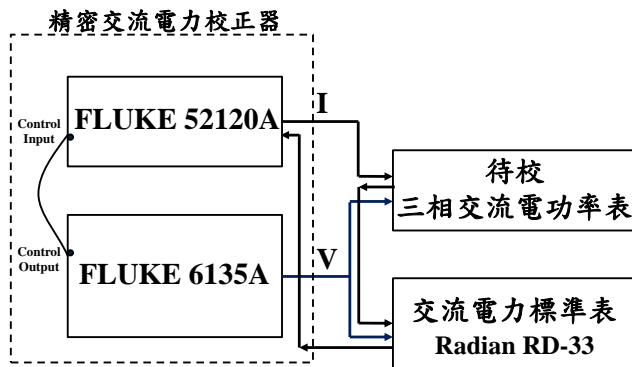 精密交流電力校正器
FLUKE 52120A
Control
Input
I
待校
三相交流電功率表
Control
Output
FLUKE 6135A
V
交流電力標準表
Radian RD-33